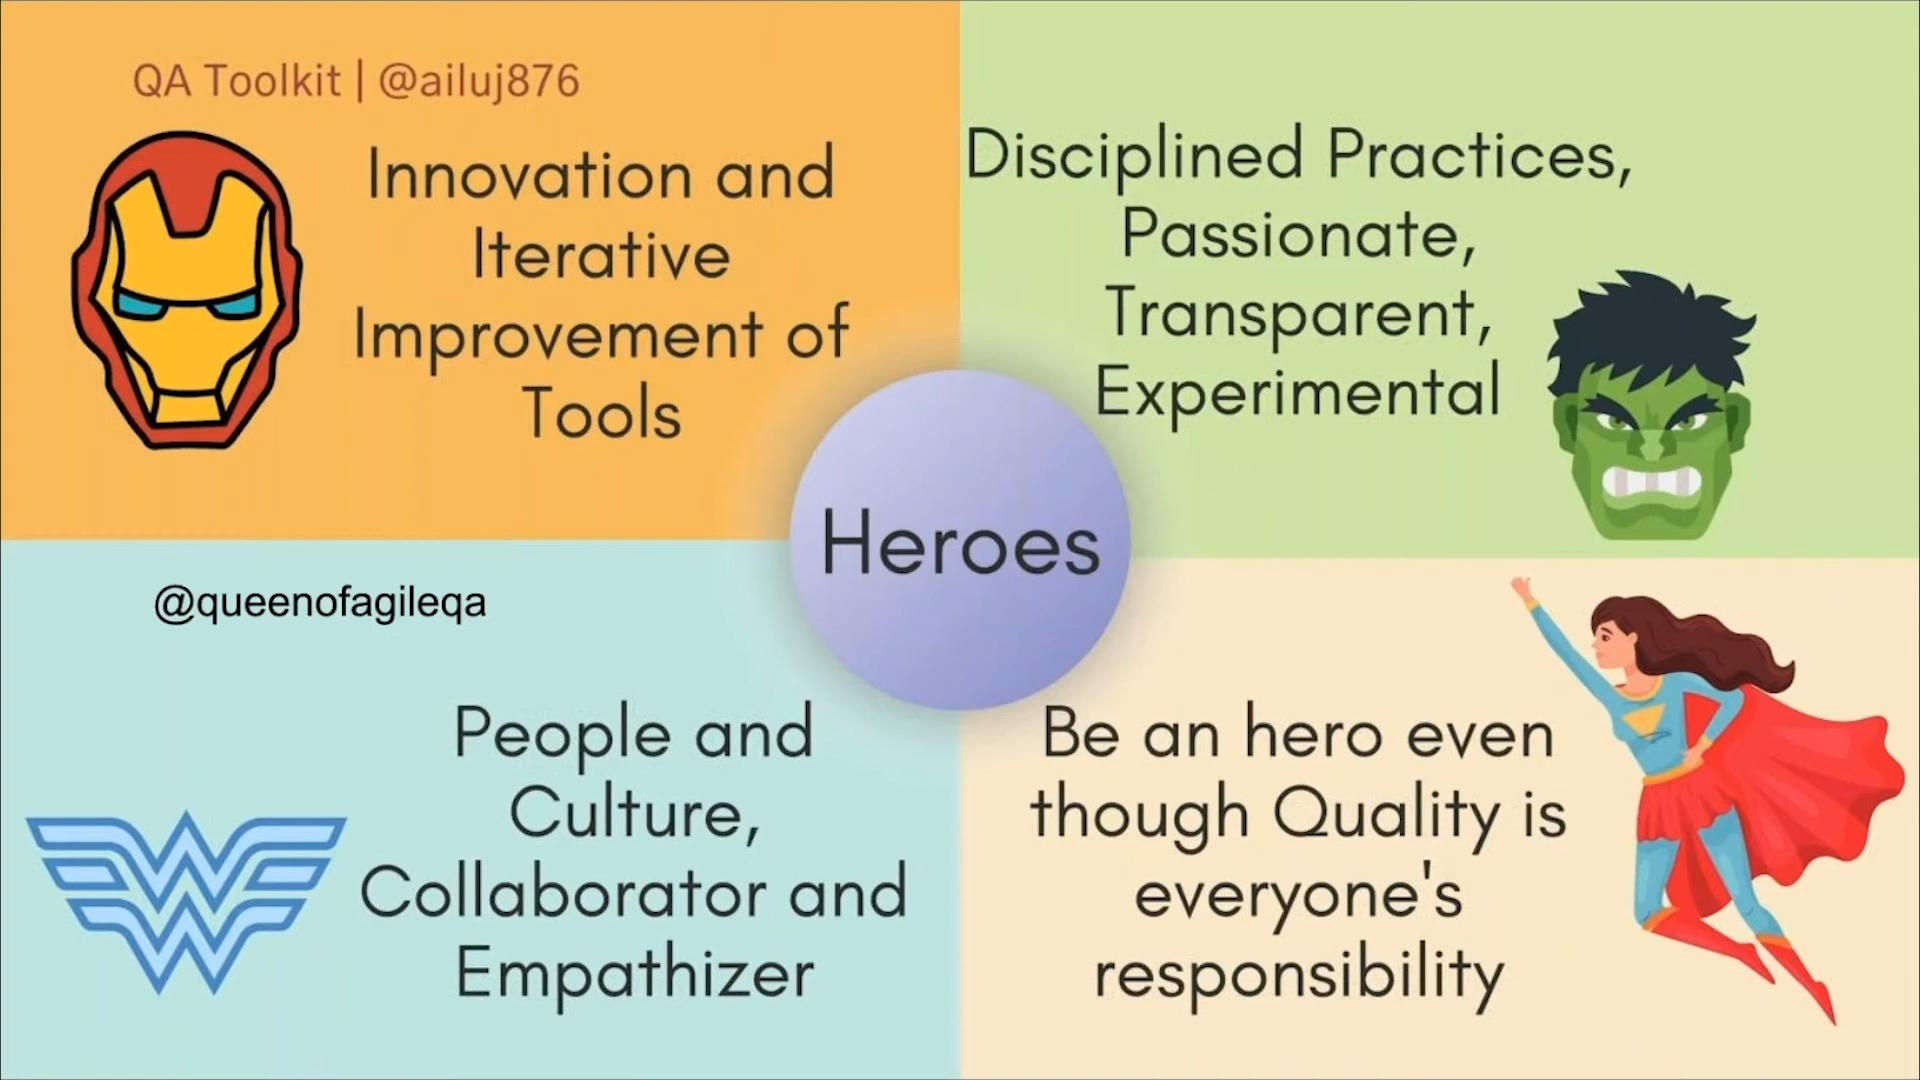 QA Toolkit | @ailuj876
Innovation and
Iterative
Improvement of
Tools
Disciplined Practices,
Passionate,
Transparent,
Experimental
Heroes
@queenofagileqa
People and
Culture,
Collaborator and
Empathizer
Be an hero even
though Quality is
everyone's
responsibility